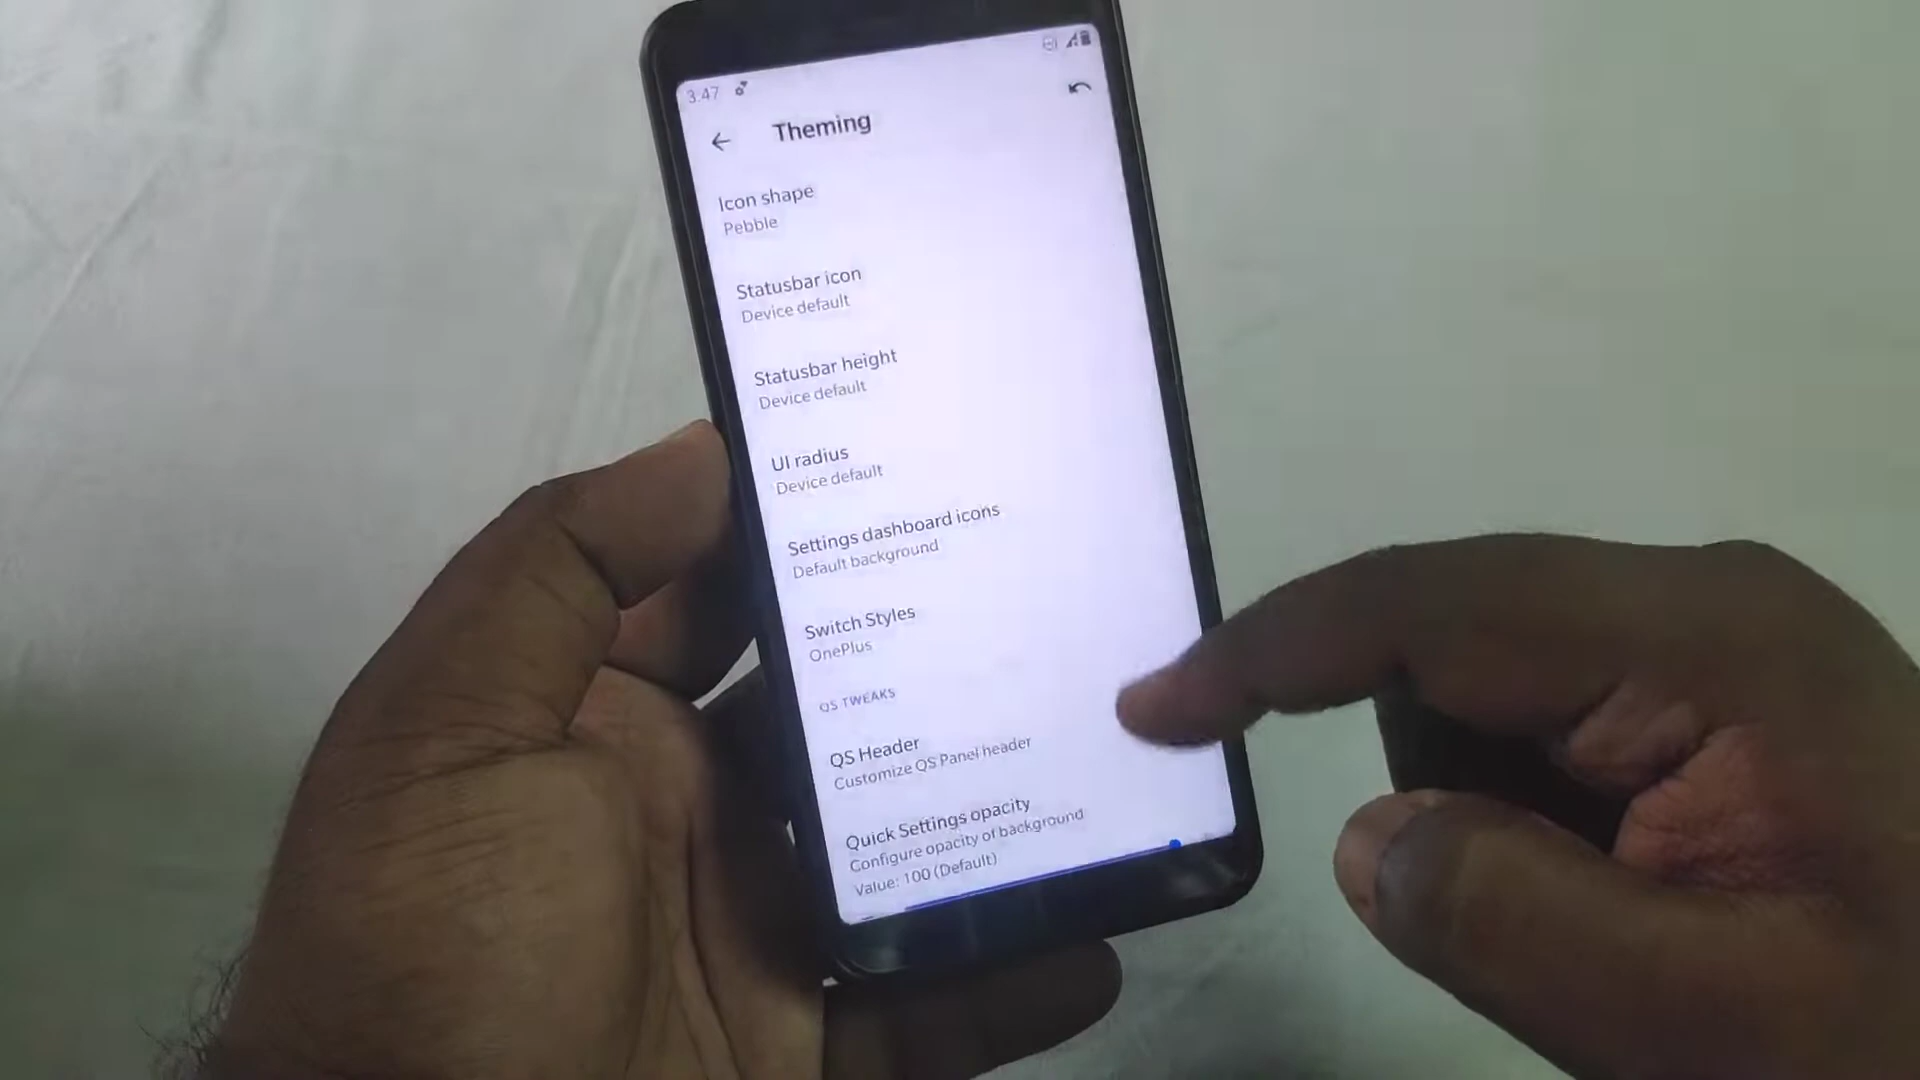 3:47
Theming
Icon shape
Pebble
Statusbar icon
Device default
Statusbar height
Device default
UI radius
Device default
Settings dashboard icons
Default background
Switch Styles
OnePlus
QS TWEAKS
QS Header
Customize QS Panel header
Quick Settings opacity
Configure opacity of background
Value: 100 (Default)